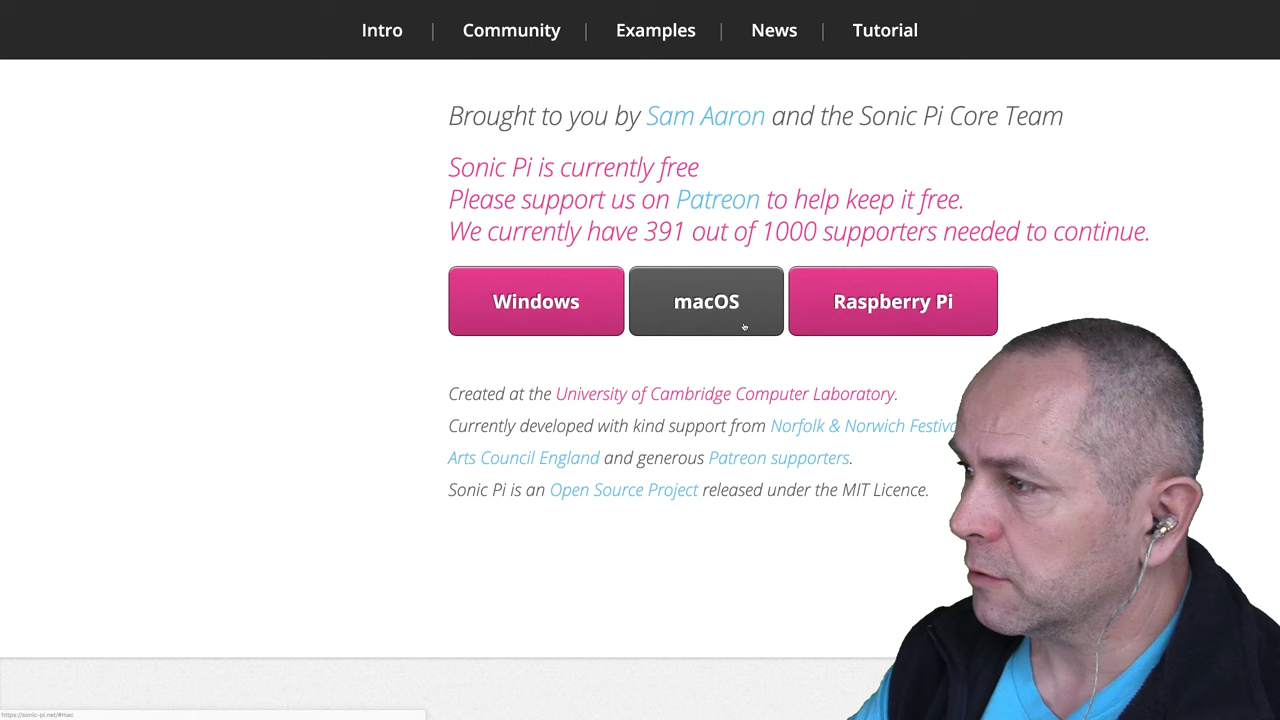 Intro | Community | Examples | News | Tutorial
Brought to you by Sam Aaron and the Sonic Pi Core Team
Sonic Pi is currently free
Please support us on Patreon to help keep it free.
We currently have 391 out of 1000 supporters needed to continue.
Windows macOS Raspberry Pi
Created at the University of Cambridge Computer Laboratory.
Currently developed with kind support from Norfolk & Norwich
Arts Council England and generous Patreon supporters.
Sonic Pi is an Open Source Project released under the MIT Licence.
https://sonic-pi.net/#mac